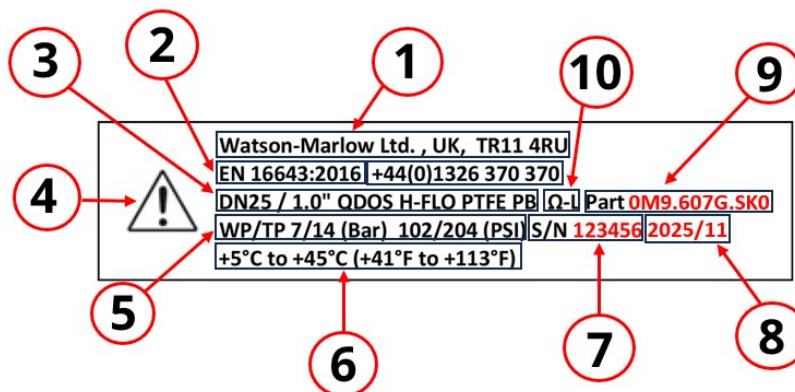 2
1
3
10
9
Watson-Marlow Ltd. , UK, TR11 4RU
EN 16643:2016 +44(0)1326 370 370
4
DN25 / 1.0" QDOS H-FLO PTFE PB Ω-L Part 0M9.607G.SK0
WP/TP 7/14 (Bar) 102/204 (PSI) S/N 123456 2025/11
+5°C to +45°C (+41°F to +113°F)
5
6
7
8